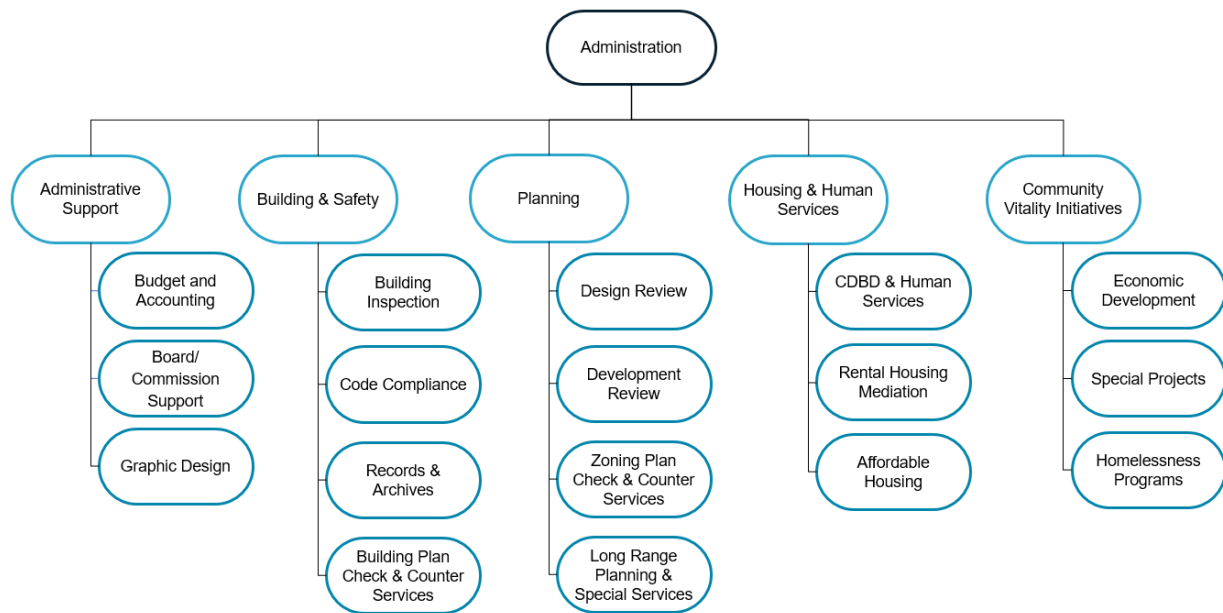 Administration
Administrative
Support
Building & Safety
Planning
Housing & Human
Services
Community
Vitality Initiatives
Budget and
Accounting
Board/
Commission
Support
Graphic Design
Building
Inspection
Code Compliance
Records &
Archives
Building Plan
Check & Counter
Services
Design Review
Development
Review
Zoning Plan
Check & Counter
Services
Long Range
Planning &
Special Services
CDBD & Human
Services
Rental Housing
Mediation
Affordable
Housing
Economic
Development
Special Projects
Homelessness
Programs